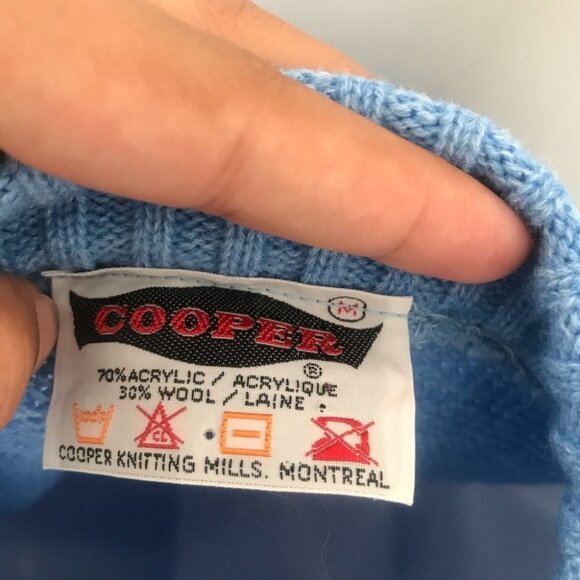 M
COOPER
®
70% ACRYLIC / ACRYLIQUE
30% WOOL / LAINE
CL
COOPER KNITTING MILLS. MONTREAL